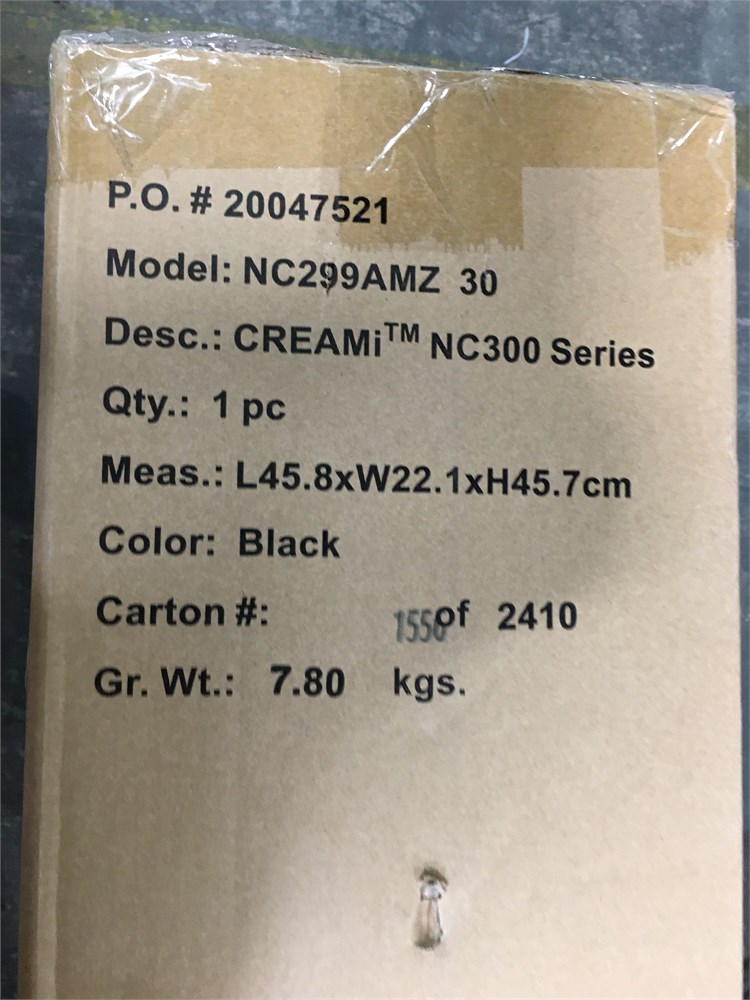 P.O. # 20047521
Model: NC299AMZ 30
Desc.: CREAMi™ NC300 Series
Qty.: 1 pc
Meas.: L45.8xW22.1xH45.7cm
Color: Black
Carton #: of 2410
Gr. Wt.: 7.80 kgs.